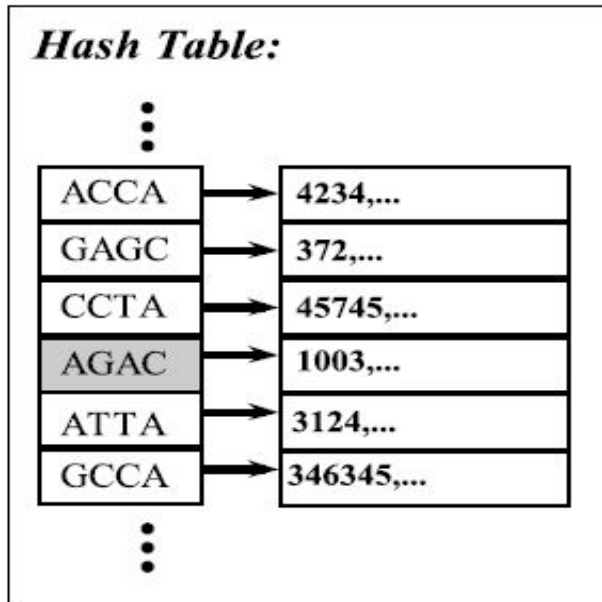 Hash Table:
ACCA 4234,...
GAGC 372,...
CCTA 45745,...
AGAC 1003,...
ATTA 3124,...
GCCA 346345,...